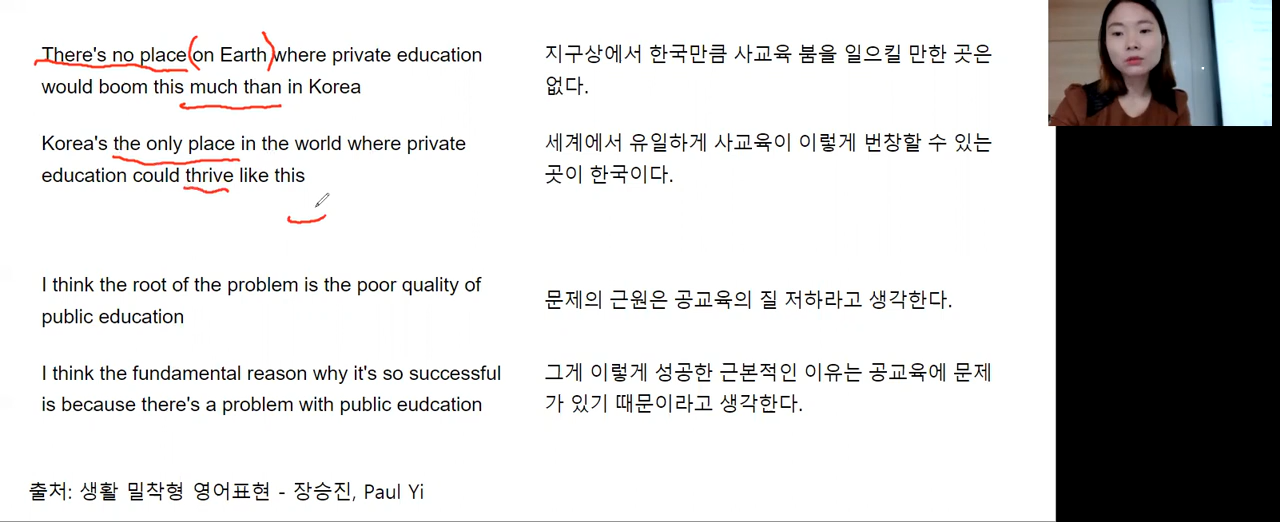 There's no place (on Earth) where private education
would boom this much than in Korea
지구상에서 한국만큼 사교육 붐을 일으킬 만한 곳은
없다.
Korea's the only place in the world where private
education could thrive like this
세계에서 유일하게 사교육이 이렇게 번창할 수 있는
곳이 한국이다.
I think the root of the problem is the poor quality of
public education
문제의 근원은 공교육의 질 저하라고 생각한다.
I think the fundamental reason why it's so successful
is because there's a problem with public eudcation
그게 이렇게 성공한 근본적인 이유는 공교육에 문제
가 있기 때문이라고 생각한다.
출처: 생활 밀착형 영어표현 - 장승진, Paul Yi